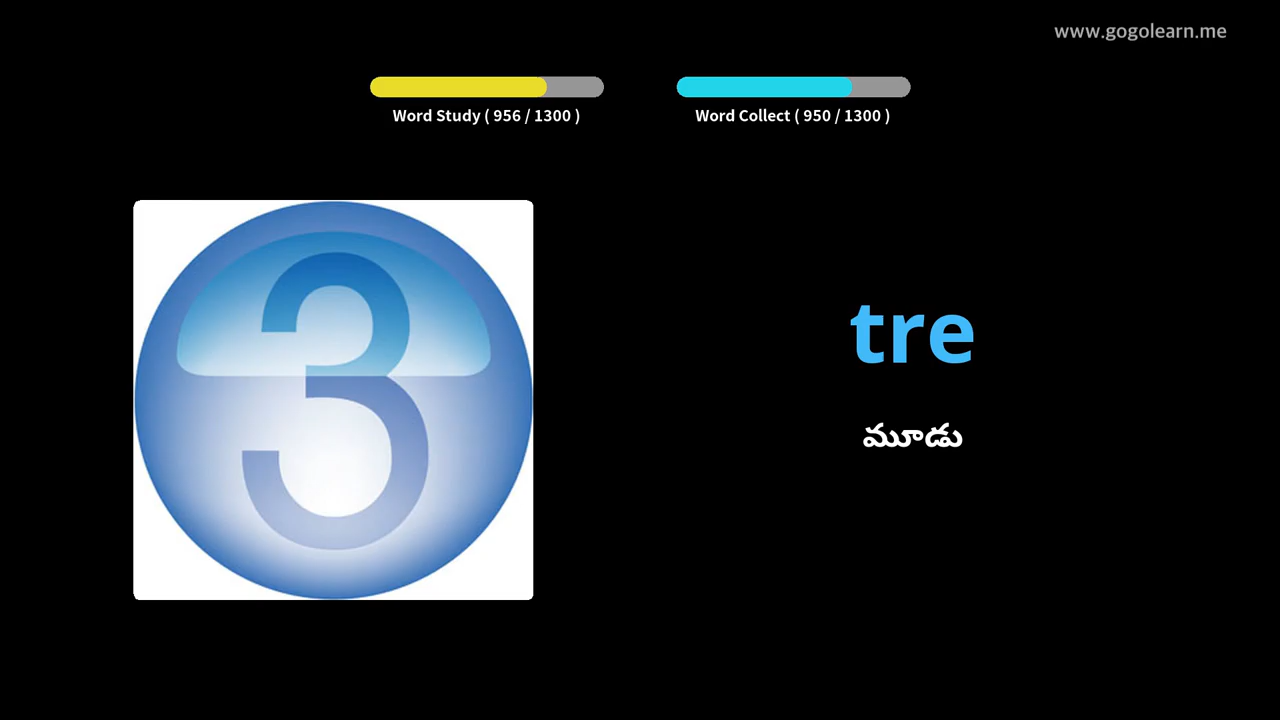 www.gogolearn.me
Word Study ( 956 / 1300 )
Word Collect ( 950 / 1300 )
3
tre
మూడు